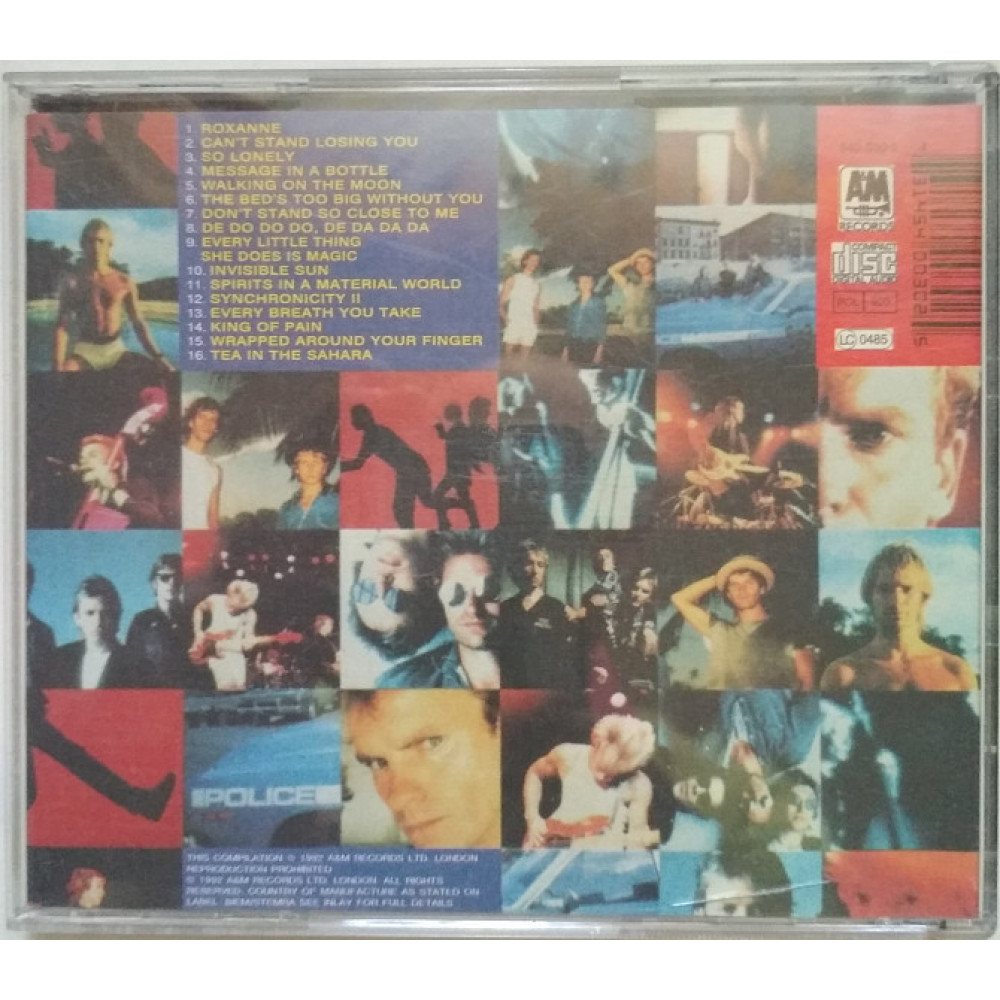 1. ROXANNE
2. CAN'T STAND LOSING YOU
3. SO LONELY
4. MESSAGE IN A BOTTLE
5. WALKING ON THE MOON
6. THE BED'S TOO BIG WITHOUT YOU
7. DON'T STAND SO CLOSE TO ME
8. DE DO DO DO, DE DA DA DA
9. EVERY LITTLE THING
SHE DOES IS MAGIC
10. INVISIBLE SUN
11. SPIRITS IN A MATERIAL WORLD
12. SYNCHRONICITY II
13. EVERY BREATH YOU TAKE
14. KING OF PAIN
15. WRAPPED AROUND YOUR FINGER
16. TEA IN THE SAHARA
A&M
RECORDS
COMPACT
disc
DIGITAL AUDIO
POL
LC 0485
POLICE
THIS COMPILATION ℗ 1992 A&M RECORDS LTD. LONDON
REPRODUCTION PROHIBITED
© 1992 A&M RECORDS LTD. LONDON. ALL RIGHTS
RESERVED. COUNTRY OF MANUFACTURE AS STATED ON
LABEL. BIEM/STEMRA SEE INLAY FOR FULL DETAILS